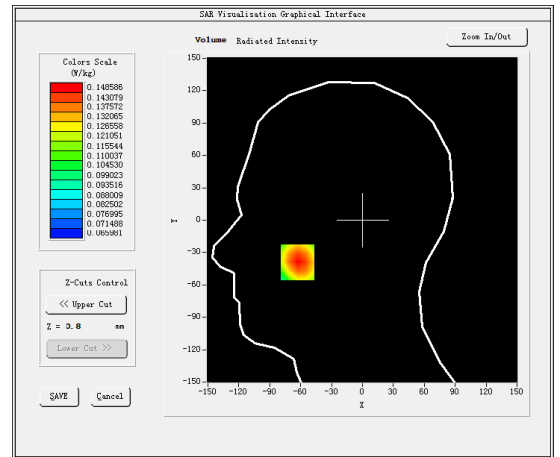 SAR Visualisation Graphical Interface
Volume Radiated Intensity
Zoom In/Out
Colors Scale
(W/kg)
0.148586
0.143079
0.137572
0.132065
0.126558
0.121051
0.115544
0.110037
0.104530
0.099023
0.093516
0.088009
0.082502
0.076995
0.071488
0.065981
Z-Cuts Control
<< Upper Cut
Z = 0.8 mm
Lower Cut >>
SAVE Cancel
150
120
90
60
30
0
-30
-60
-90
-120
-150
Y
-150 -120 -90 -60 -30 0 30 60 90 120 150
X